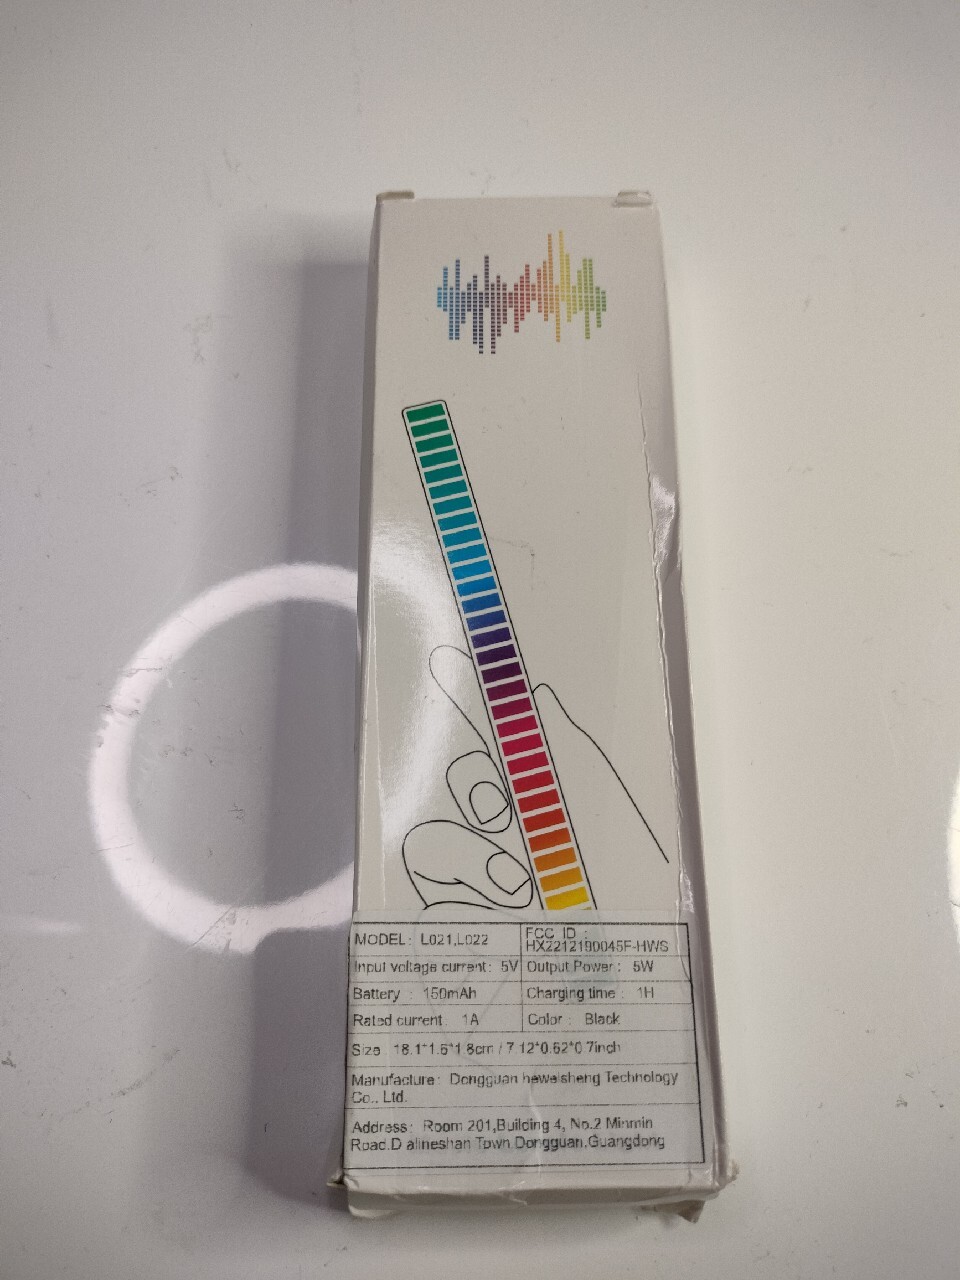 MODEL: L021,L022
FCC ID :
HX2212190045F-HWS
Input voltage current: 5V
Output Power: 5W
Battery : 150mAh
Charging time : 1H
Rated current: 1A
Color : Black
Size: 18.1*1.6*1.8cm / 7.12*0.62*0.7inch
Manufacture: Dongguan heweisheng Technology
Co., Ltd.
Address: Room 201,Building 4, No.2 Minmin
Road,D alineshan Town,Dongguan,Guangdong